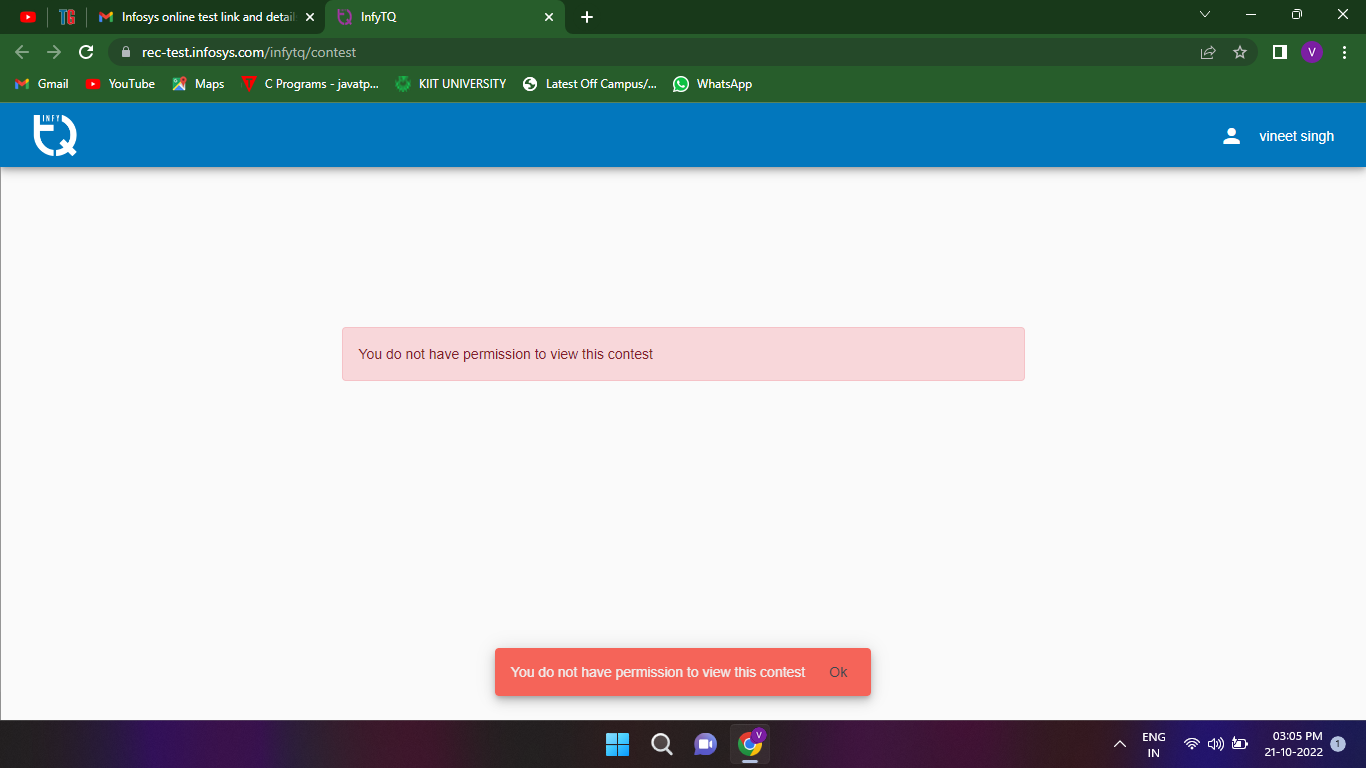 TG
Infosys online test link and detail
InfyTQ
rec-test.infosys.com/infytq/contest
V
Gmail
YouTube
Maps
C Programs - javatp...
KIIT UNIVERSITY
Latest Off Campus/...
WhatsApp
INFY
TQ
vineet singh
You do not have permission to view this contest
You do not have permission to view this contest Ok
V
ENG
IN
03:05 PM
21-10-2022
1